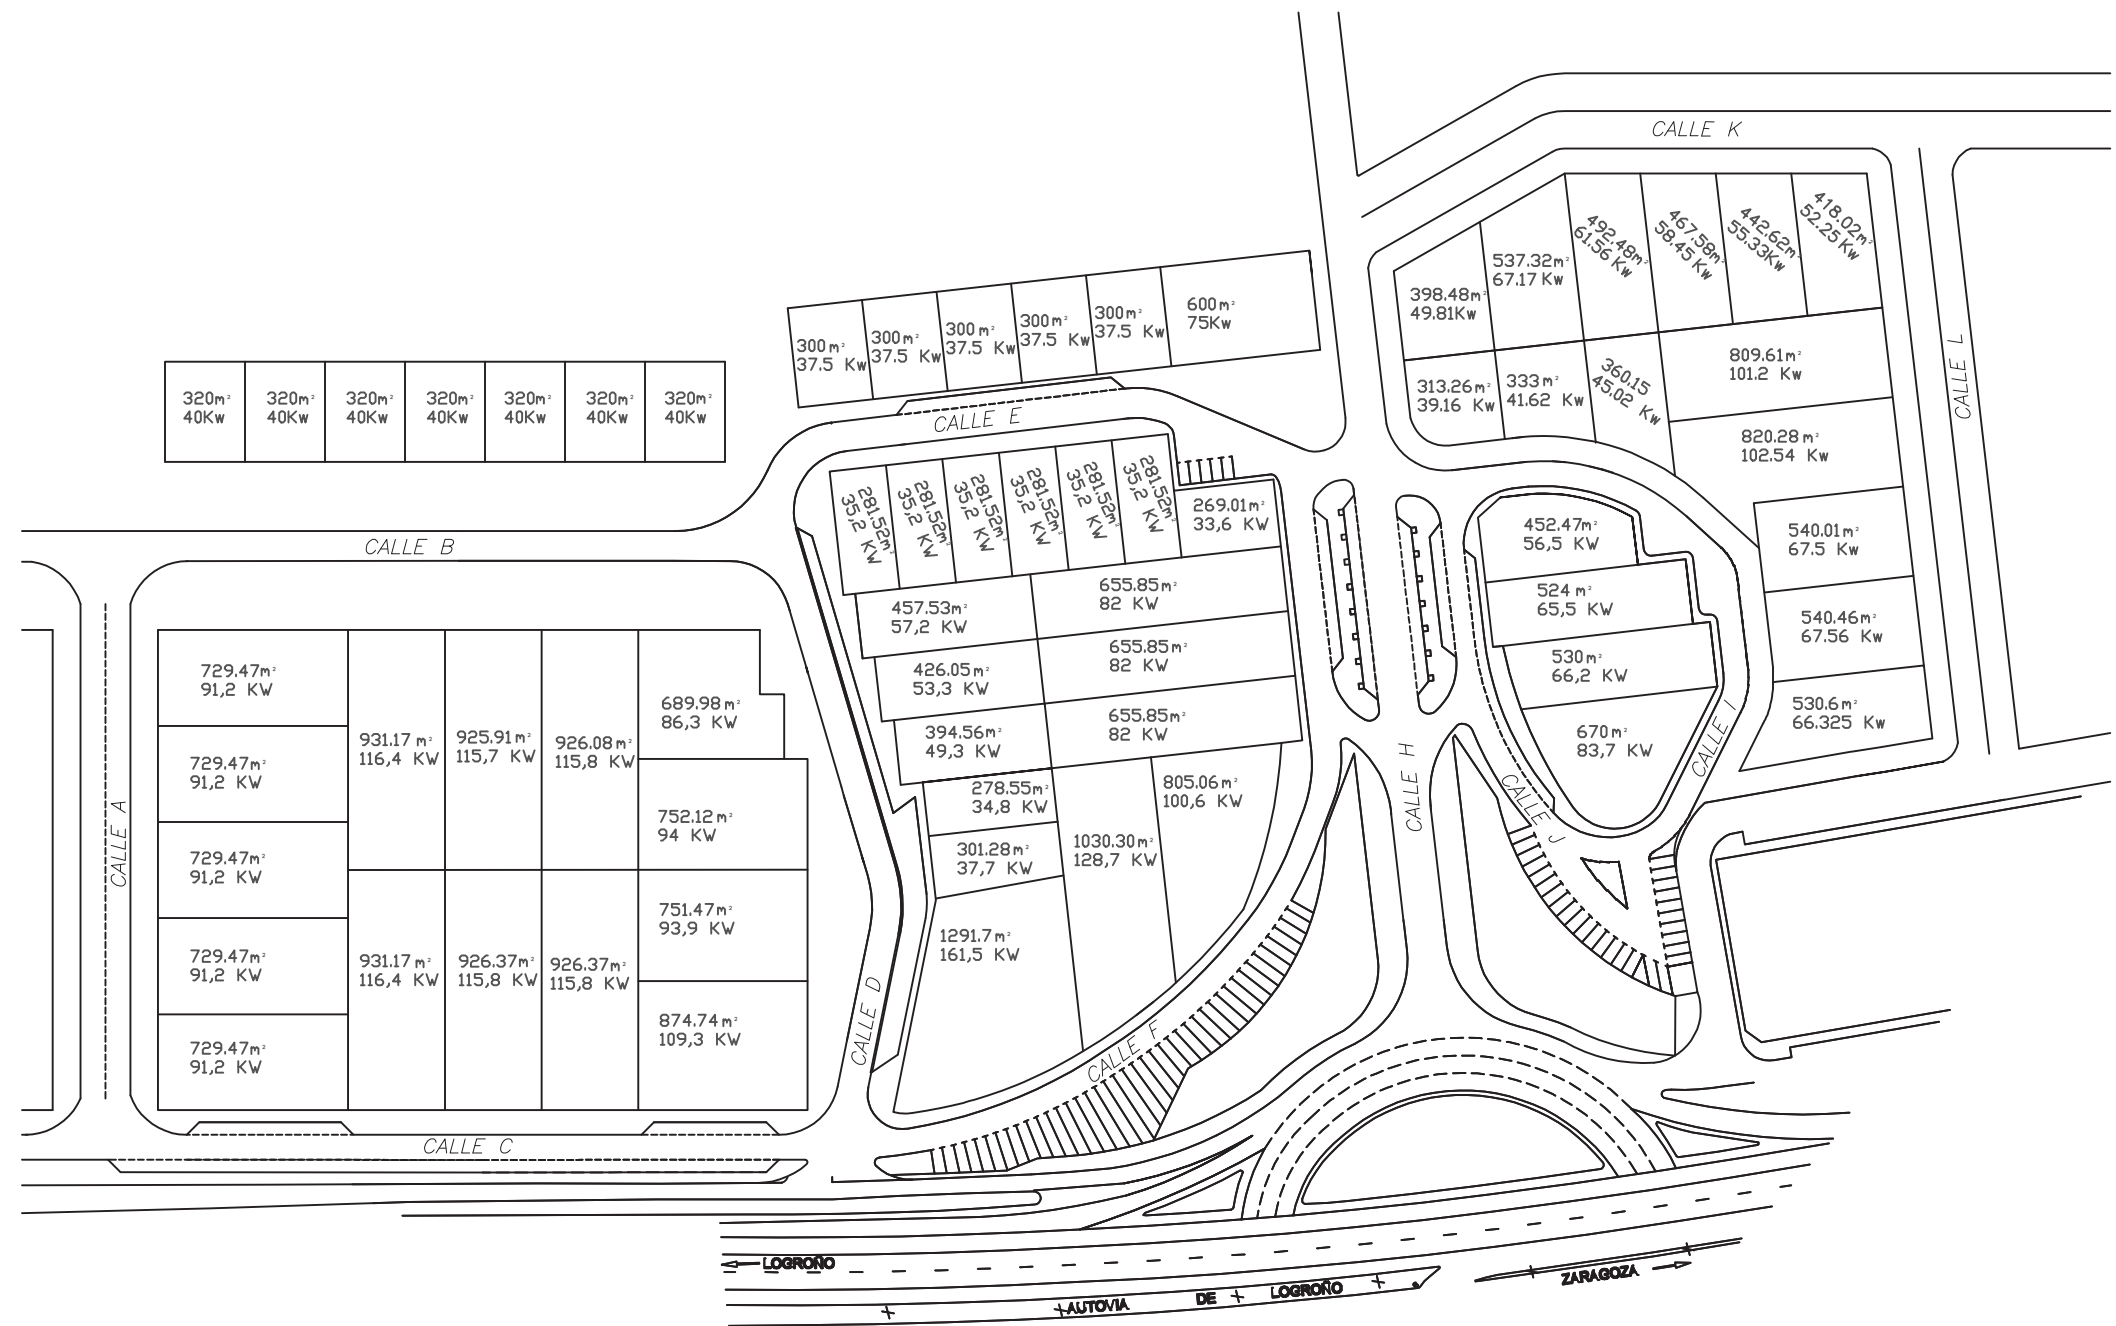 CALLE K
418.02m²
52.25 Kw
442.62m²
55.33Kw
467.58m²
58.45 Kw
492.48m²
61.56 Kw
537.32m²
67.17 Kw
398.48m²
49.81Kw
313.26m²
39.16 Kw
333m²
41.62 Kw
360.15
45.02 Kw
809.61m²
101.2 Kw
820.28m²
102.54 Kw
540.01m²
67.5 Kw
540.46m²
67.56 Kw
530.6m²
66.325 Kw
CALLE L
300m²
37.5 Kw
300m²
37.5 Kw
300m²
37.5 Kw
300m²
37.5 Kw
300m²
37.5 Kw
600m²
75Kw
320m²
40Kw
320m²
40Kw
320m²
40Kw
320m²
40Kw
320m²
40Kw
320m²
40Kw
320m²
40Kw
CALLE E
CALLE B
281.52m²
35,2 KW
281.52m²
35,2 KW
281.52m²
35,2 KW
281.52m²
35,2 KW
281.52m²
35,2 KW
281.52m²
35,2 KW
269.01m²
33,6 KW
457.53m²
57,2 KW
655.85m²
82 KW
426.05m²
53,3 KW
655.85m²
82 KW
394.56m²
49,3 KW
655.85m²
82 KW
278.55m²
34,8 KW
301.28m²
37,7 KW
1030.30m²
128,7 KW
805.06m²
100,6 KW
1291.7m²
161,5 KW
452.47m²
56,5 KW
524m²
65,5 KW
530m²
66,2 KW
670m²
83,7 KW
CALLE I
CALLE J
CALLE H
CALLE F
CALLE D
CALLE A
729.47m²
91,2 KW
729.47m²
91,2 KW
729.47m²
91,2 KW
729.47m²
91,2 KW
729.47m²
91,2 KW
931.17m²
116,4 KW
925.91m²
115,7 KW
926.08m²
115,8 KW
689.98m²
86,3 KW
752.12m²
94 KW
931.17m²
116,4 KW
926.37m²
115,8 KW
926.37m²
115,8 KW
751.47m²
93,9 KW
874.74m²
109,3 KW
CALLE C
LOGROÑO
AUTOVIA DE LOGROÑO
ZARAGOZA